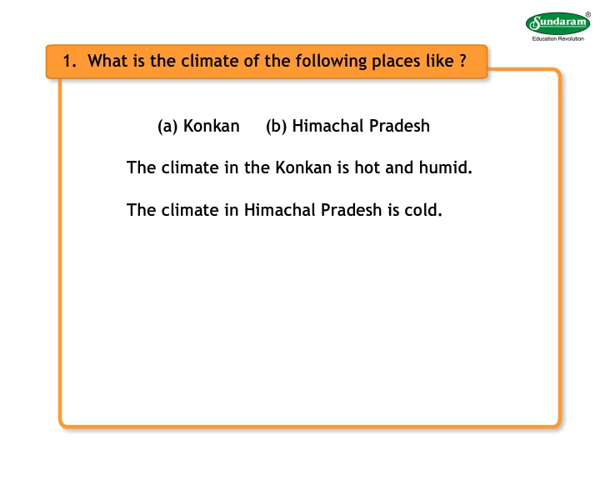 Sundaram®
Education Revolution
1. What is the climate of the following places like ?
(a) Konkan (b) Himachal Pradesh
The climate in the Konkan is hot and humid.
The climate in Himachal Pradesh is cold.